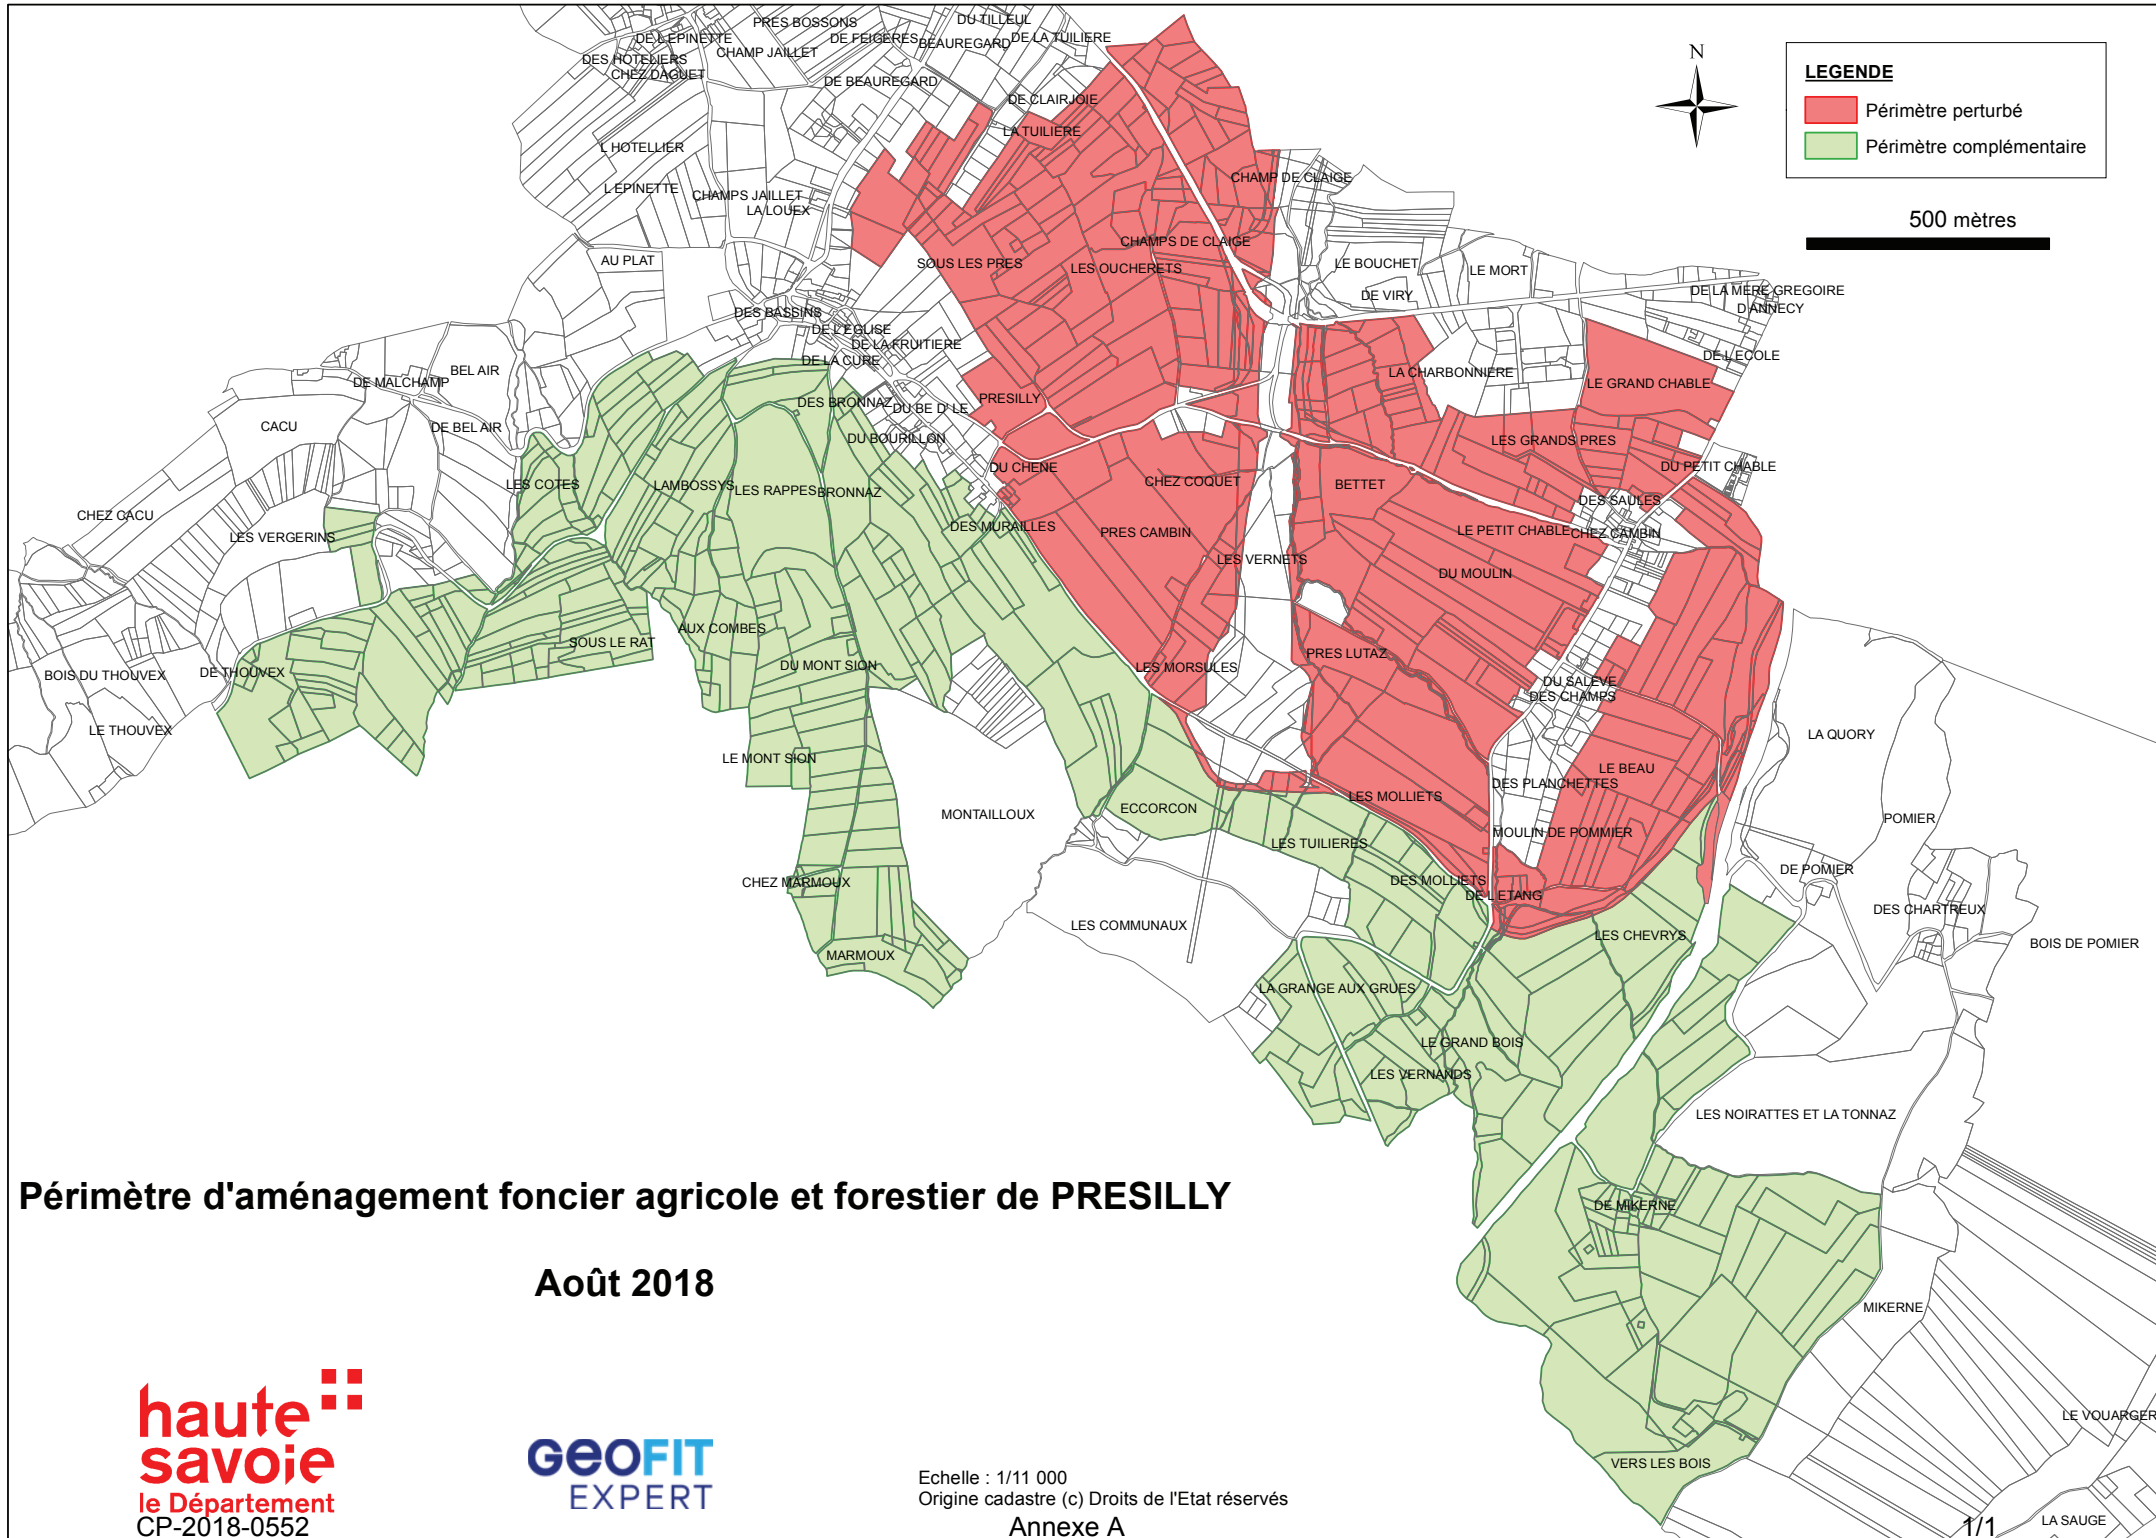 PRES BOSSONS
DU TILLEUL
DE L EPINETTE
DE FEIGERES
BEAUREGARD
DE LA TUILIERE
CHAMP JAILLET
DES HOTELIERS
CHEZ DAGUET
DE BEAUREGARD
DE CLAIRJOIE
LA TUILIERE
L HOTELLIER
L EPINETTE
CHAMPS JAILLET
LA LOUEX
CHAMP DE CLAIGE
CHAMPS DE CLAIGE
AU PLAT
SOUS LES PRES
LES OUCHERETS
LE BOUCHET
LE MORT
DE VIRY
DE LA MERE GREGOIRE
D ANNECY
DES BASSINS
DE L'EGLISE
DE LA FRUITIERE
DE LA CURE
DE L ECOLE
BEL AIR
DE MALCHAMP
LA CHARBONNIERE
LE GRAND CHABLE
PRESILLY
DES BRONNAZ
DU BE D' LE
CACU
DE BEL AIR
DU BOURILLON
LES GRANDS PRES
DU CHENE
DU PETIT CHABLE
CHEZ COQUET
BETTET
LES COTES
LAMBOSSYS
LES RAPPES
BRONNAZ
DES SAULES
CHEZ CACU
LES VERGERINS
DES MURAILLES
PRES CAMBIN
LE PETIT CHABLE
CHEZ CAMBIN
LES VERNETS
DU MOULIN
SOUS LE RAT
AUX COMBES
PRES LUTAZ
BOIS DU THOUVEX
DE THOUVEX
DU MONT SION
LES MORSULES
DU SALEVE
DES CHAMPS
LE THOUVEX
LA QUORY
LE MONT SION
LE BEAU
DES PLANCHETTES
LES MOLLIETS
MONTAILLOUX
ECCORCON
POMIER
MOULIN DE POMMIER
LES TUILIERES
DE POMIER
CHEZ MARMOUX
DES MOLLIETS
DE L ETANG
DES CHARTREUX
LES COMMUNAUX
LES CHEVRYS
BOIS DE POMIER
MARMOUX
LA GRANGE AUX GRUES
LE GRAND BOIS
LES VERNANDS
LES NOIRATTES ET LA TONNAZ
DE MIKERNE
MIKERNE
LE VOUARGER
VERS LES BOIS
LA SAUGE
N
LEGENDE
Périmètre perturbé
Périmètre complémentaire
500 mètres
Périmètre d'aménagement foncier agricole et forestier de PRESILLY
Août 2018
haute
savoie
le Département
CP-2018-0552
GEOFIT
EXPERT
Echelle : 1/11 000
Origine cadastre (c) Droits de l'Etat réservés
Annexe A
1/1